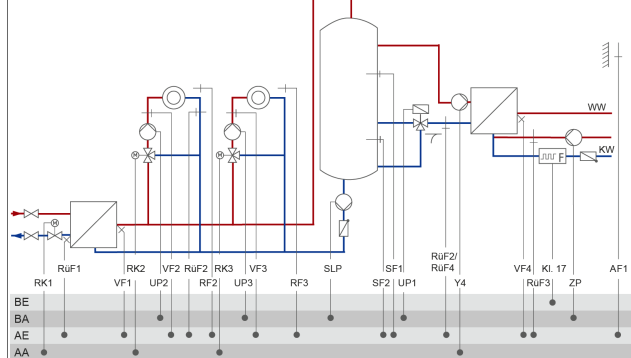 WW
M
M
F
KW
M
RüF1
RK2
VF2
RüF2
RK3
VF3
SLP
SF1
RüF2/
RüF4
VF4
Kl. 17
AF1
RK1
VF1
UP2
RF2
UP3
RF3
SF2
UP1
Y4
RüF3
ZP
BE
BA
AE
AA